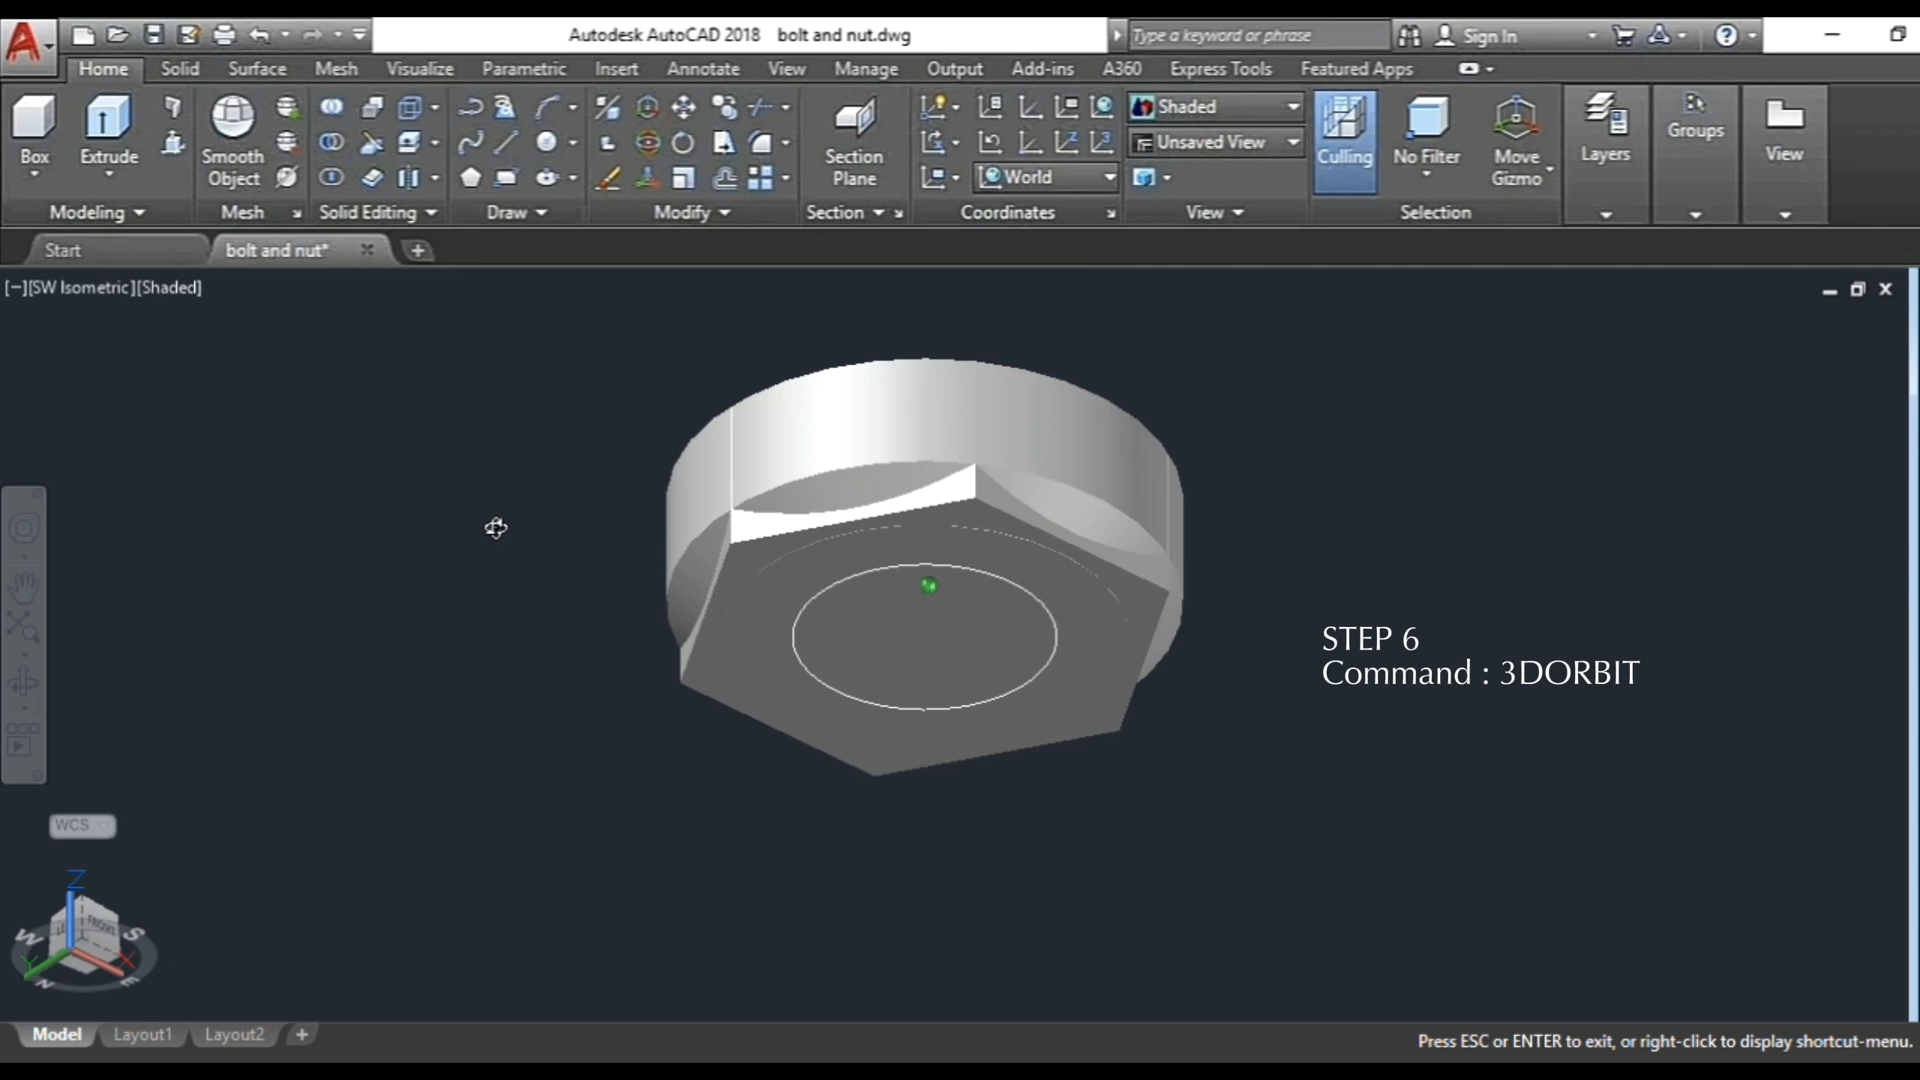 Autodesk AutoCAD 2018 bolt and nut.dwg
Type a keyword or phrase
Sign In
Home Solid Surface Mesh Visualize Parametric Insert Annotate View Manage Output Add-ins A360 Express Tools Featured Apps
Box
Extrude
Smooth
Object
Section
Plane
World
Shaded
Unsaved View
Culling
No Filter
Move
Gizmo
Layers
Groups
View
Modeling Mesh Solid Editing Draw Modify Section Coordinates View Selection
Start bolt and nut*
[−][SW Isometric][Shaded]
STEP 6
Command : 3DORBIT
WCS
Z
FRONT
W S
Y X
N E
Model Layout1 Layout2
Press ESC or ENTER to exit, or right-click to display shortcut-menu.